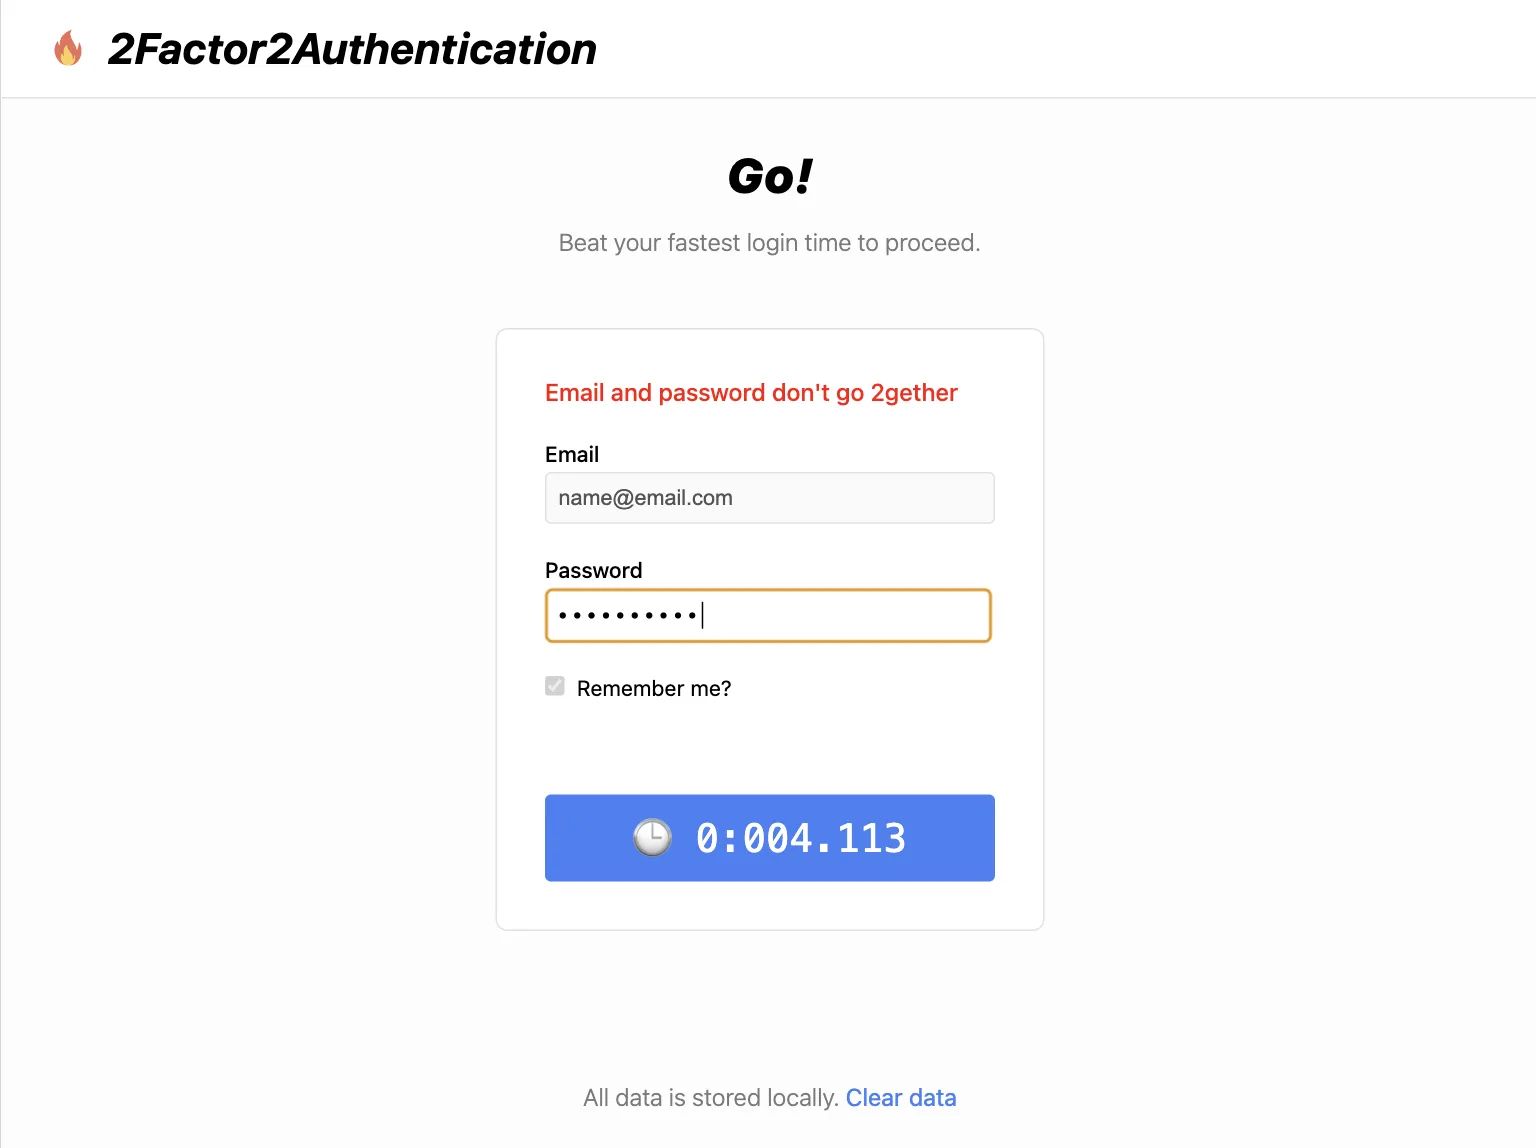 2Factor2Authentication
Go!
Beat your fastest login time to proceed.
Email and password don't go 2gether
Email
name@email.com
Password
••••••••••
Remember me?
0:004.113
All data is stored locally. Clear data